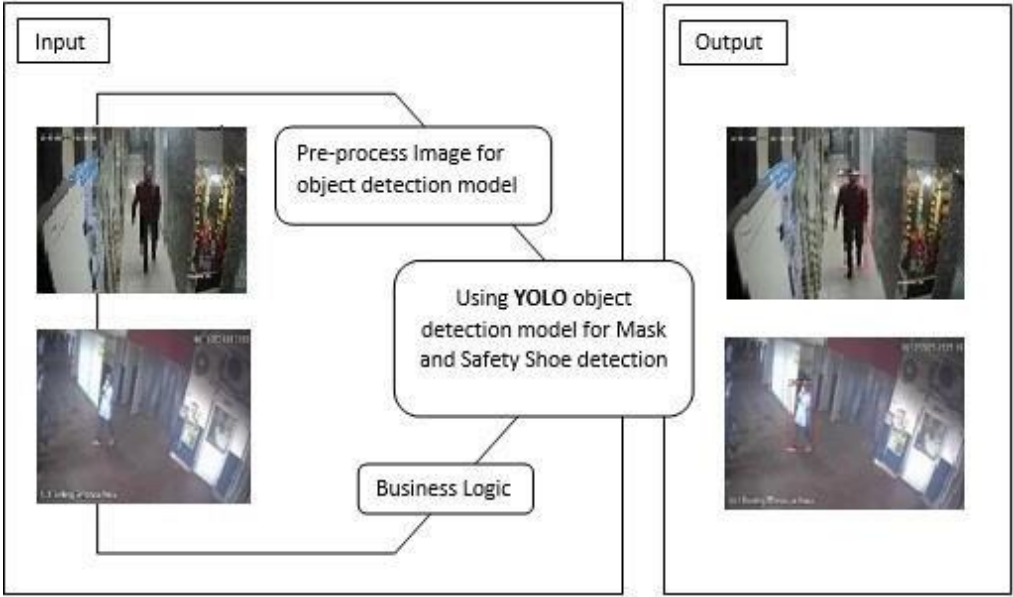 Input
Output
Pre-process Image for
object detection model
Using YOLO object
detection model for Mask
and Safety Shoe detection
Business Logic